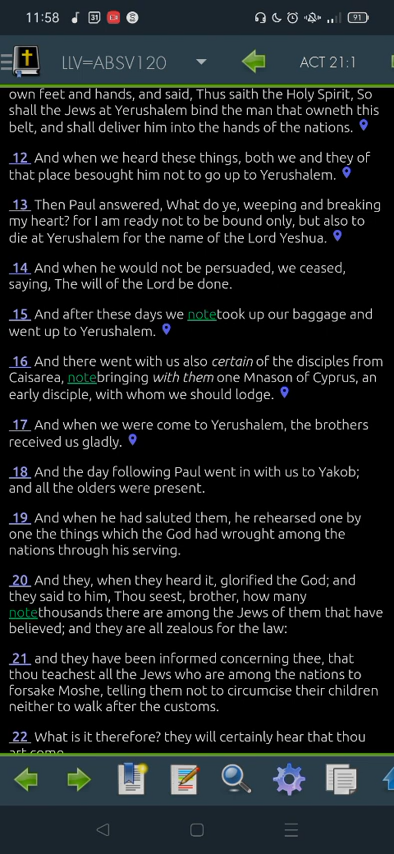 11:58 31 S 91
LLV=ABSV120 ACT 21:1
own feet and hands, and said, Thus saith the Holy Spirit, So
shall the Jews at Yerushalem bind the man that owneth this
belt, and shall deliver him into the hands of the nations.
12 And when we heard these things, both we and they of
that place besought him not to go up to Yerushalem.
13 Then Paul answered, What do ye, weeping and breaking
my heart? for I am ready not to be bound only, but also to
die at Yerushalem for the name of the Lord Yeshua.
14 And when he would not be persuaded, we ceased,
saying, The will of the Lord be done.
15 And after these days we notetook up our baggage and
went up to Yerushalem.
16 And there went with us also certain of the disciples from
Caisarea, notebringing with them one Mnason of Cyprus, an
early disciple, with whom we should lodge.
17 And when we were come to Yerushalem, the brothers
received us gladly.
18 And the day following Paul went in with us to Yakob;
and all the olders were present.
19 And when he had saluted them, he rehearsed one by
one the things which the God had wrought among the
nations through his serving.
20 And they, when they heard it, glorified the God; and
they said to him, Thou seest, brother, how many
notethousands there are among the Jews of them that have
believed; and they are all zealous for the law:
21 and they have been informed concerning thee, that
thou teachest all the Jews who are among the nations to
forsake Moshe, telling them not to circumcise their children
neither to walk after the customs.
22 What is it therefore? they will certainly hear that thou
art come.